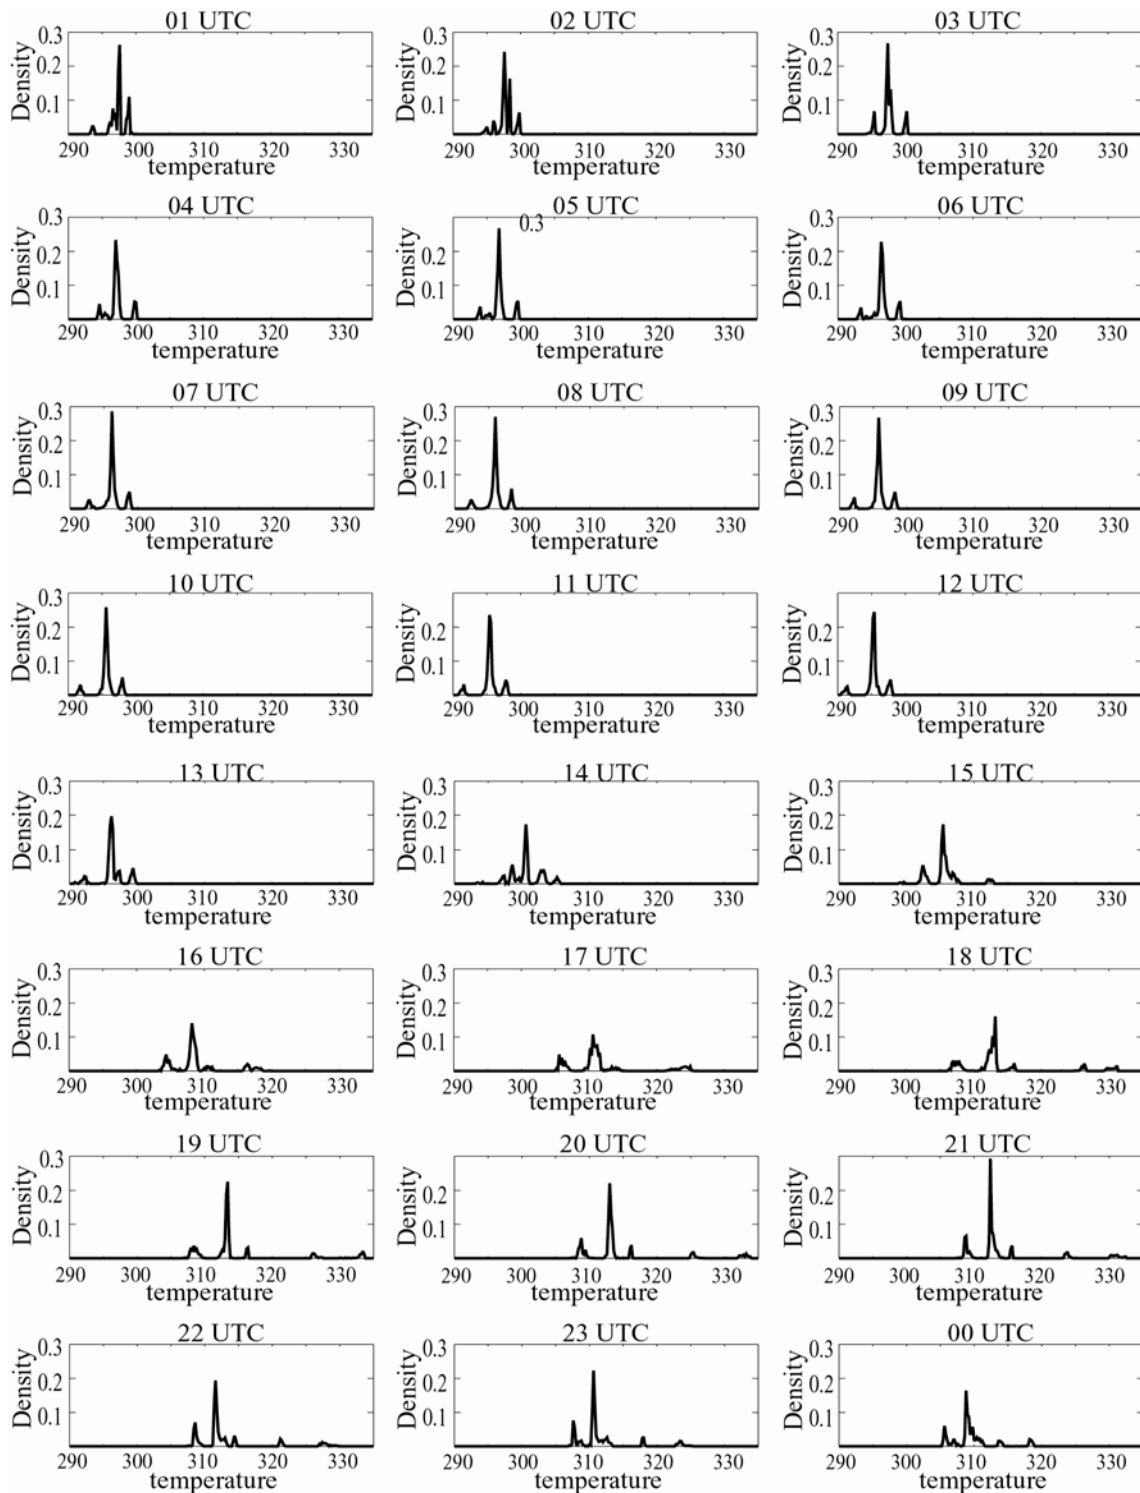 01 UTC
Density
0.3
0.2
0.1
290 300 310 320 330
temperature
02 UTC
Density
0.3
0.2
0.1
290 300 310 320 330
temperature
03 UTC
Density
0.3
0.2
0.1
290 300 310 320 330
temperature
04 UTC
Density
0.3
0.2
0.1
290 300 310 320 330
temperature
05 UTC
Density
0.3
0.2
0.1
290 300 310 320 330
temperature
06 UTC
Density
0.3
0.2
0.1
290 300 310 320 330
temperature
07 UTC
Density
0.3
0.2
0.1
290 300 310 320 330
temperature
08 UTC
Density
0.3
0.2
0.1
290 300 310 320 330
temperature
09 UTC
Density
0.3
0.2
0.1
290 300 310 320 330
temperature
10 UTC
Density
0.3
0.2
0.1
290 300 310 320 330
temperature
11 UTC
Density
0.2
0.1
290 300 310 320 330
temperature
12 UTC
Density
0.2
0.1
290 300 310 320 330
temperature
13 UTC
Density
0.3
0.2
0.1
290 300 310 320 330
temperature
14 UTC
Density
0.3
0.2
0.1
290 300 310 320 330
temperature
15 UTC
Density
0.3
0.2
0.1
290 300 310 320 330
temperature
16 UTC
Density
0.3
0.2
0.1
290 300 310 320 330
temperature
17 UTC
Density
0.3
0.2
0.1
290 300 310 320 330
temperature
18 UTC
Density
0.3
0.2
0.1
290 300 310 320 330
temperature
19 UTC
Density
0.3
0.2
0.1
290 300 310 320 330
temperature
20 UTC
Density
0.2
0.1
290 300 310 320 330
temperature
21 UTC
Density
0.2
0.1
290 300 310 320 330
temperature
22 UTC
Density
0.3
0.2
0.1
290 300 310 320 330
temperature
23 UTC
Density
0.3
0.2
0.1
290 300 310 320 330
temperature
00 UTC
Density
0.3
0.2
0.1
290 300 310 320 330
temperature